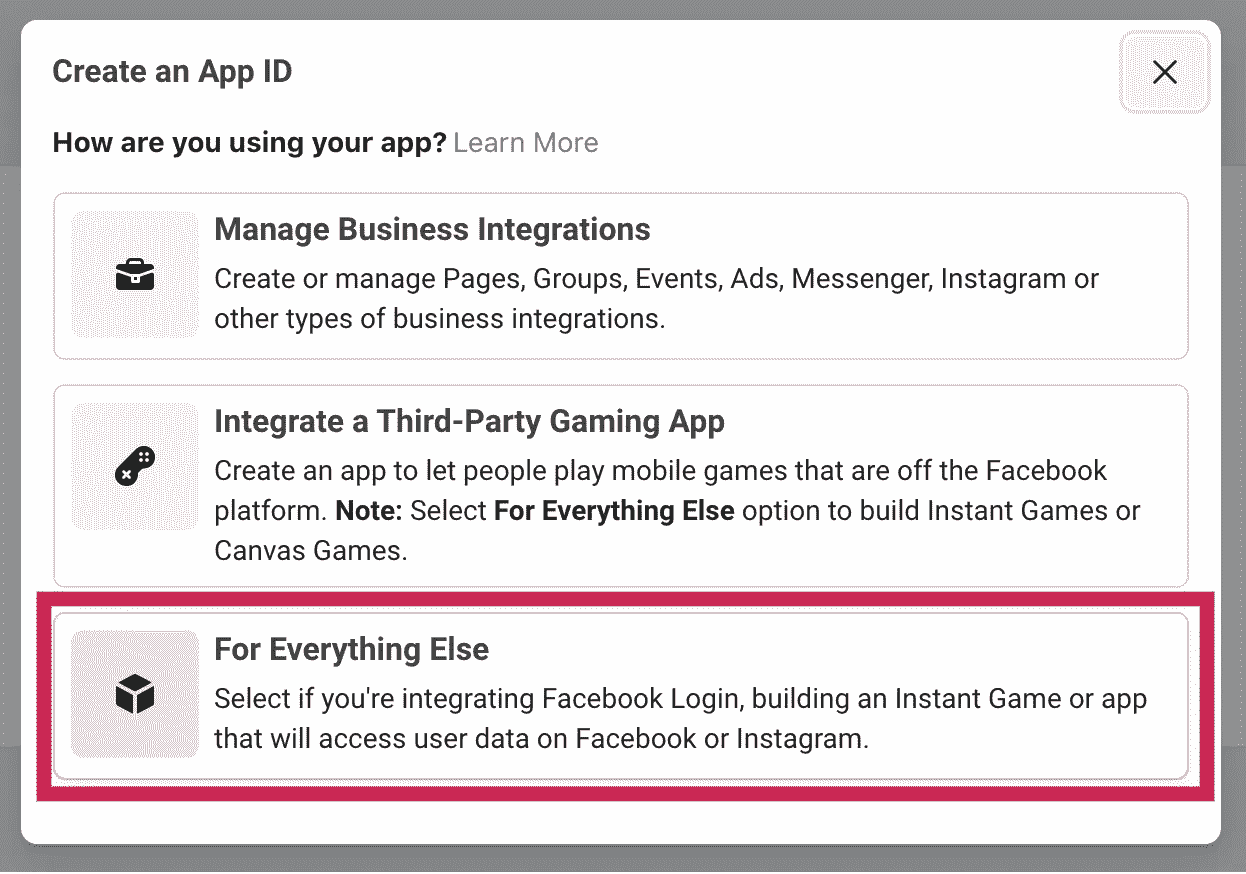 Create an App ID
How are you using your app? Learn More
Manage Business Integrations
Create or manage Pages, Groups, Events, Ads, Messenger, Instagram or
other types of business integrations.
Integrate a Third-Party Gaming App
Create an app to let people play mobile games that are off the Facebook
platform. Note: Select For Everything Else option to build Instant Games or
Canvas Games.
For Everything Else
Select if you're integrating Facebook Login, building an Instant Game or app
that will access user data on Facebook or Instagram.